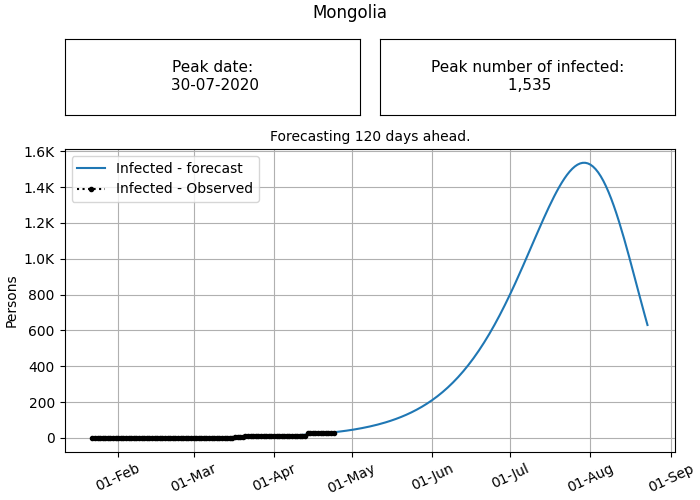 Mongolia
Peak date:
30-07-2020
Peak number of infected:
1,535
Forecasting 120 days ahead.
Infected - forecast
Infected - Observed
Persons
1.6K
1.4K
1.2K
1.0K
800
600
400
200
0
01-Feb
01-Mar
01-Apr
01-May
01-Jun
01-Jul
01-Aug
01-Sep